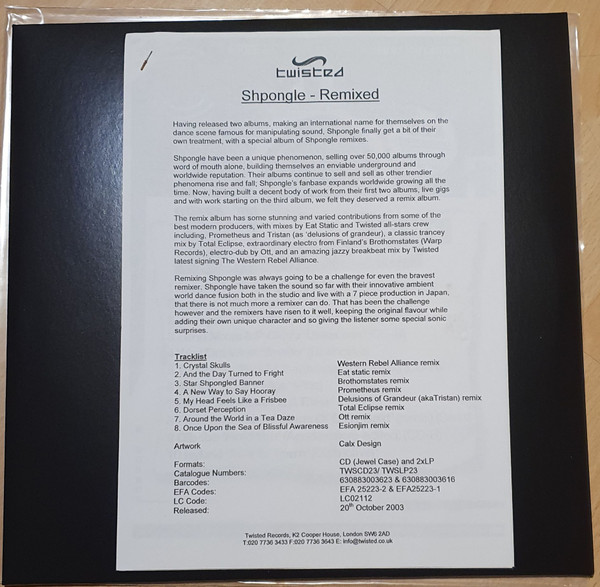 twisted
Shpongle - Remixed
Having released two albums, making an international name for themselves on the
dance scene famous for manipulating sound, Shpongle finally get a bit of their
own treatment, with a special album of Shpongle remixes.
Shpongle have been a unique phenomenon, selling over 50,000 albums through
word of mouth alone, building themselves an enviable underground and
worldwide reputation. Their albums continue to sell and sell as other trendier
phenomena rise and fall; Shpongle's fanbase expands worldwide growing all the
time. Now, having built a decent body of work from their first two albums, live gigs
and with work starting on the third album, we felt they deserved a remix album.
The remix album has some stunning and varied contributions from some of the
best modern producers, with mixes by Eat Static and Twisted all-stars crew
including, Prometheus and Tristan (as 'delusions of grandeur), a classic trancey
mix by Total Eclipse, extraordinary electro from Finland's Brothomstates (Warp
Records), electro-dub by Ott, and an amazing jazzy breakbeat mix by Twisted
latest signing The Western Rebel Alliance.
Remixing Shpongle was always going to be a challenge for even the bravest
remixer. Shpongle have taken the sound so far with their innovative ambient
world dance fusion both in the studio and live with a 7 piece production in Japan,
that there is not much more a remixer can do. That has been the challenge
however and the remixers have risen to it well, keeping the original flavour while
adding their own unique character and so giving the listener some special sonic
surprises.
Tracklist
1. Crystal Skulls Western Rebel Alliance remix
2. And the Day Turned to Fright Eat static remix
3. Star Shpongled Banner Brothomstates remix
4. A New Way to Say Hooray Prometheus remix
5. My Head Feels Like a Frisbee Delusions of Grandeur (akaTristan) remix
6. Dorset Perception Total Eclipse remix
7. Around the World in a Tea Daze Ott remix
8. Once Upon the Sea of Blissful Awareness Esionjim remix
Artwork Calx Design
Formats: CD (Jewel Case) and 2xLP
Catalogue Numbers: TWSCD23/ TWSLP23
Barcodes: 630883003623 & 630883003616
EFA Codes: EFA 25223-2 & EFA25223-1
LC Code: LC02112
Released: 20th October 2003
Twisted Records, K2 Cooper House, London SW6 2AD
T:020 7736 3433 F:020 7736 3643 E: info@twisted.co.uk